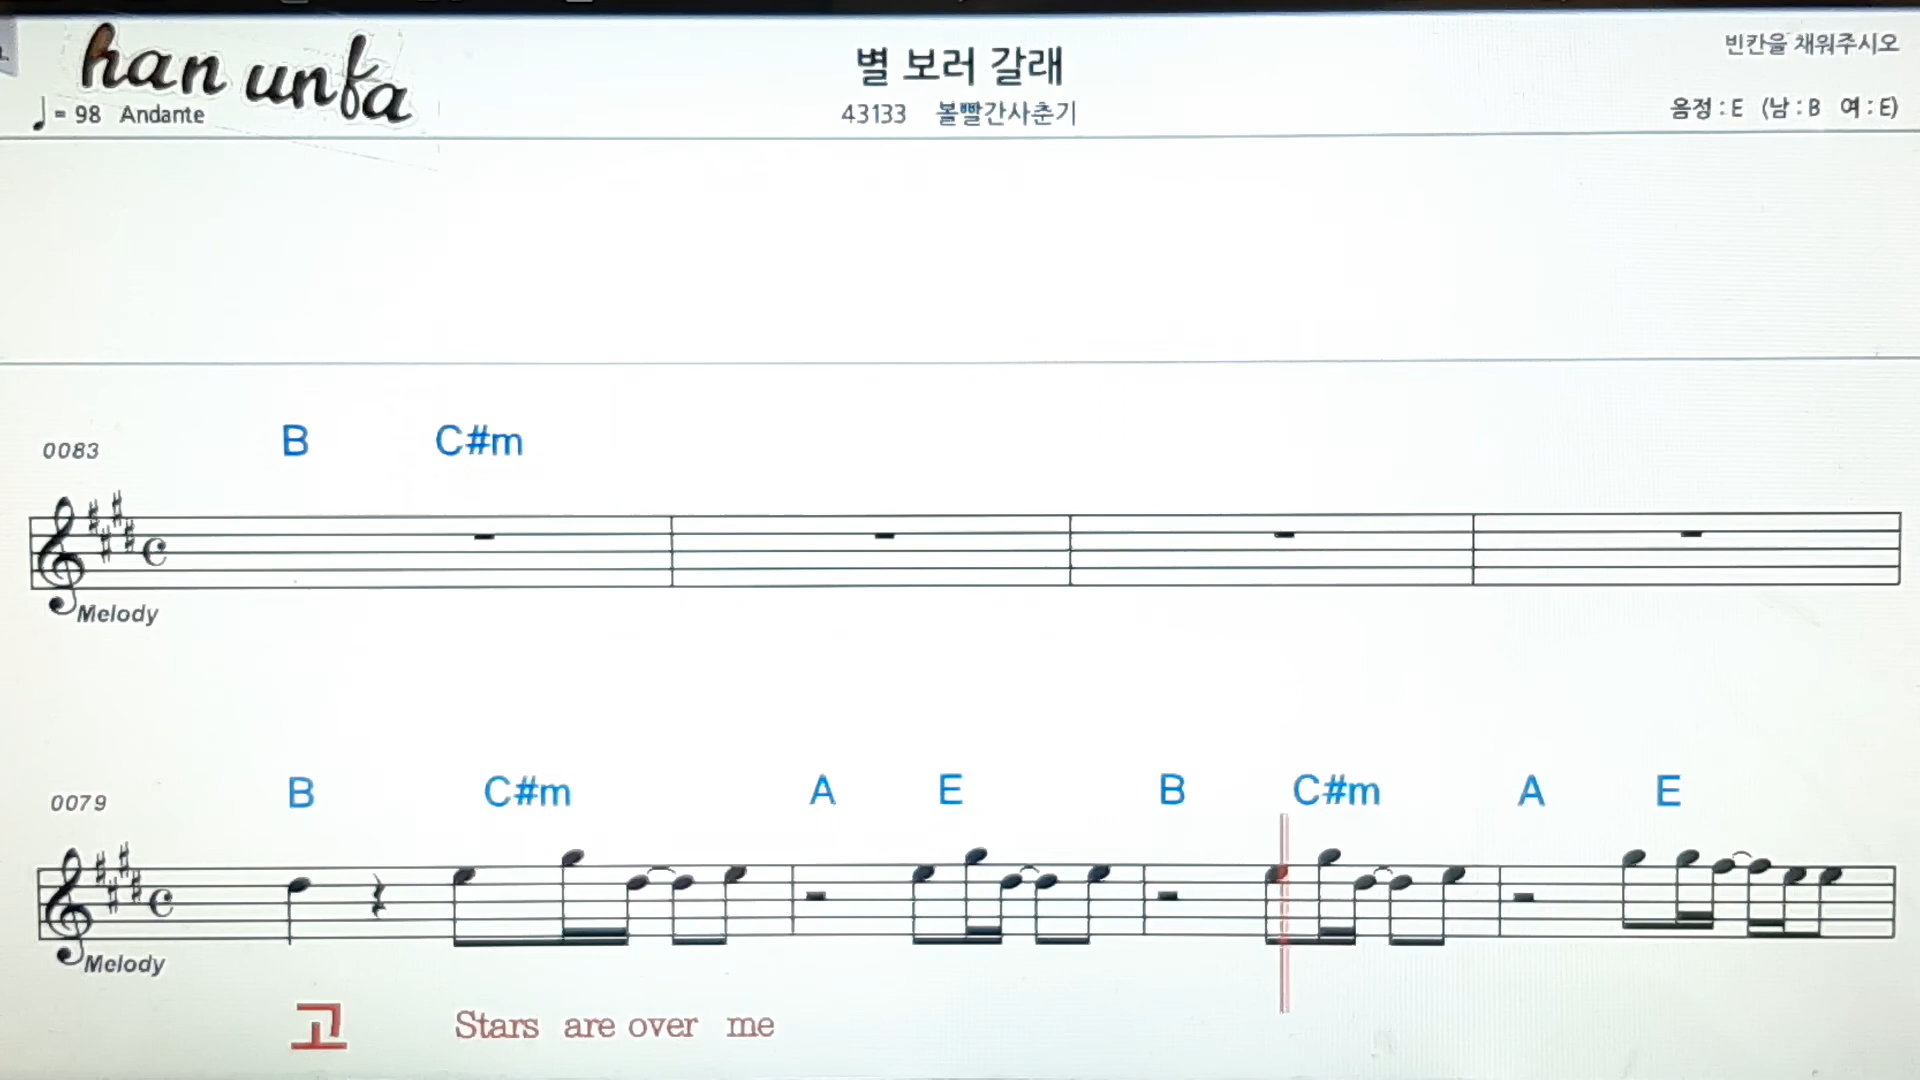 han unfa
♩= 98 Andante
별 보러 갈래
43133 볼빨간사춘기
빈칸을 채워주시오
음정 : E (남 : B 여 : E)
0083 B C#m
Melody
0079 B C#m A E B C#m A E
Melody
고 Stars are over me